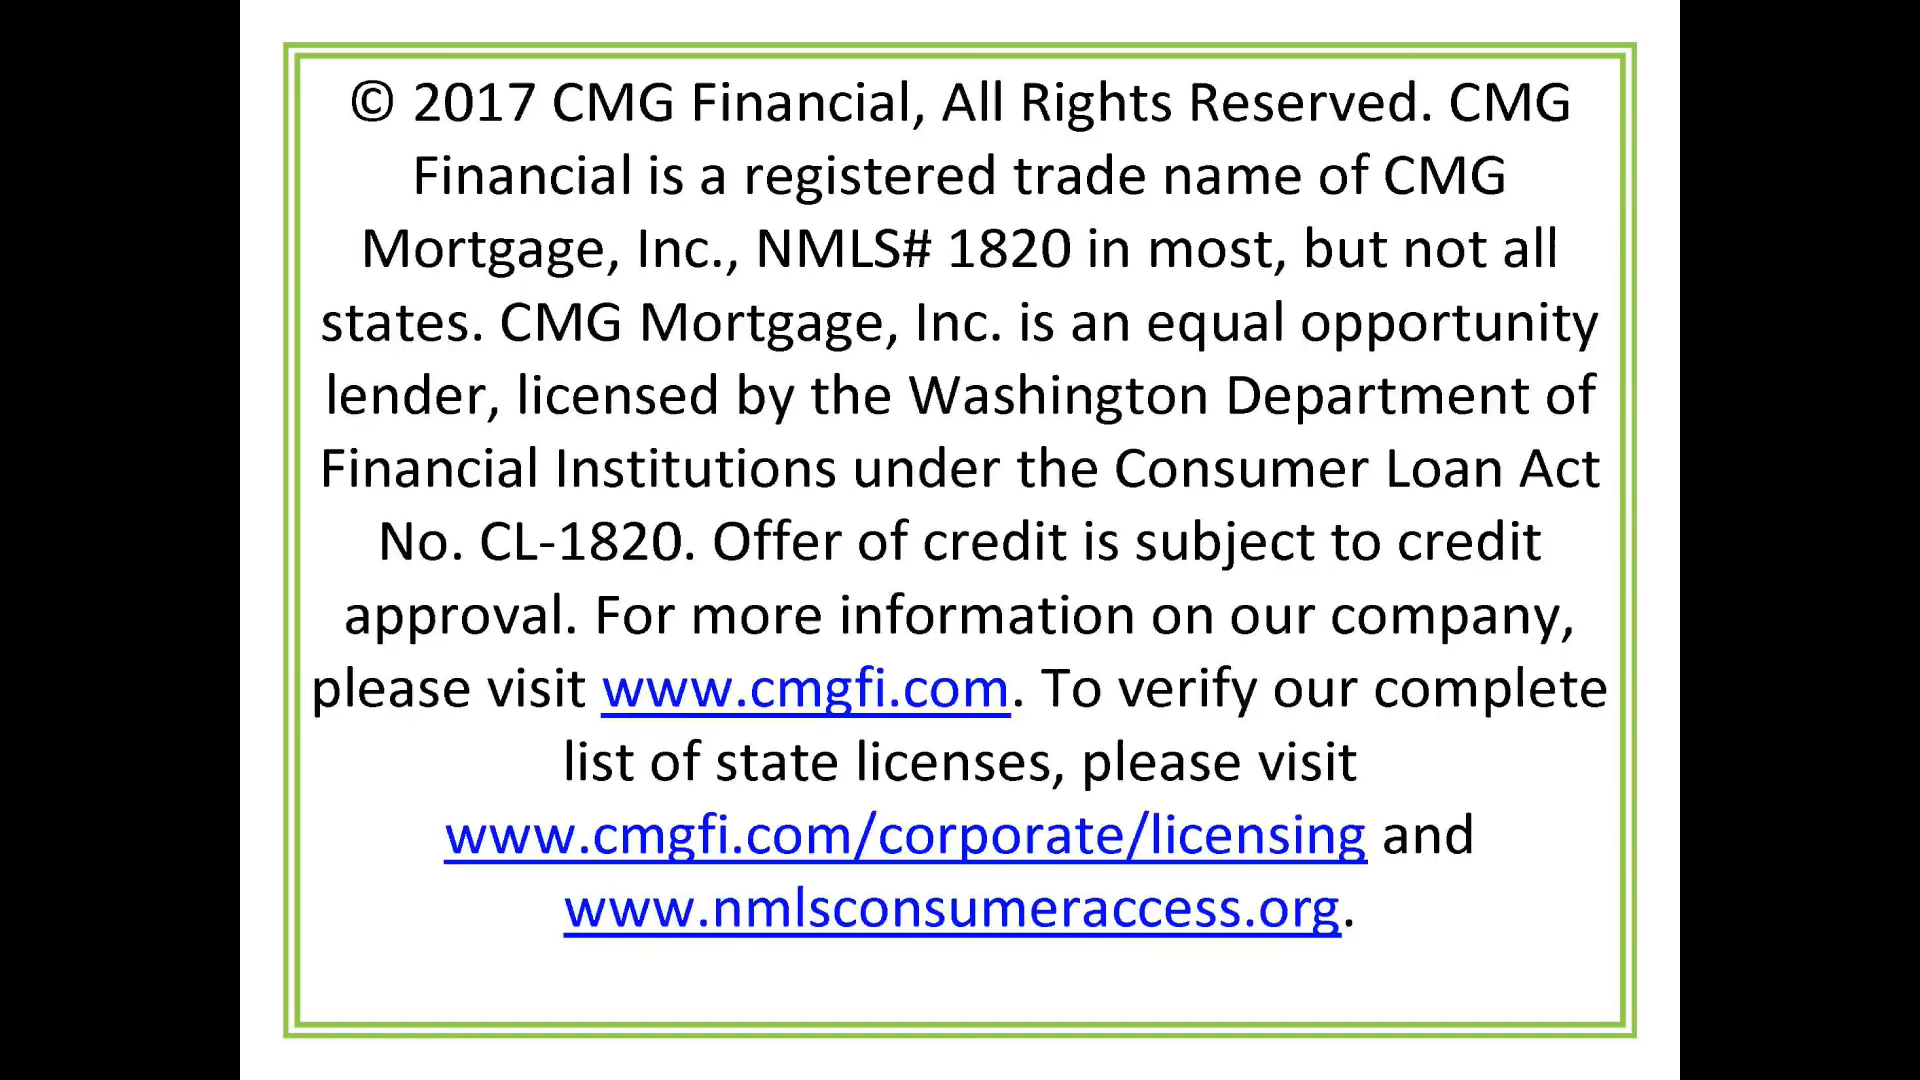 © 2017 CMG Financial, All Rights Reserved. CMG
Financial is a registered trade name of CMG
Mortgage, Inc., NMLS# 1820 in most, but not all
states. CMG Mortgage, Inc. is an equal opportunity
lender, licensed by the Washington Department of
Financial Institutions under the Consumer Loan Act
No. CL-1820. Offer of credit is subject to credit
approval. For more information on our company,
please visit www.cmgfi.com. To verify our complete
list of state licenses, please visit
www.cmgfi.com/corporate/licensing and
www.nmlsconsumeraccess.org.